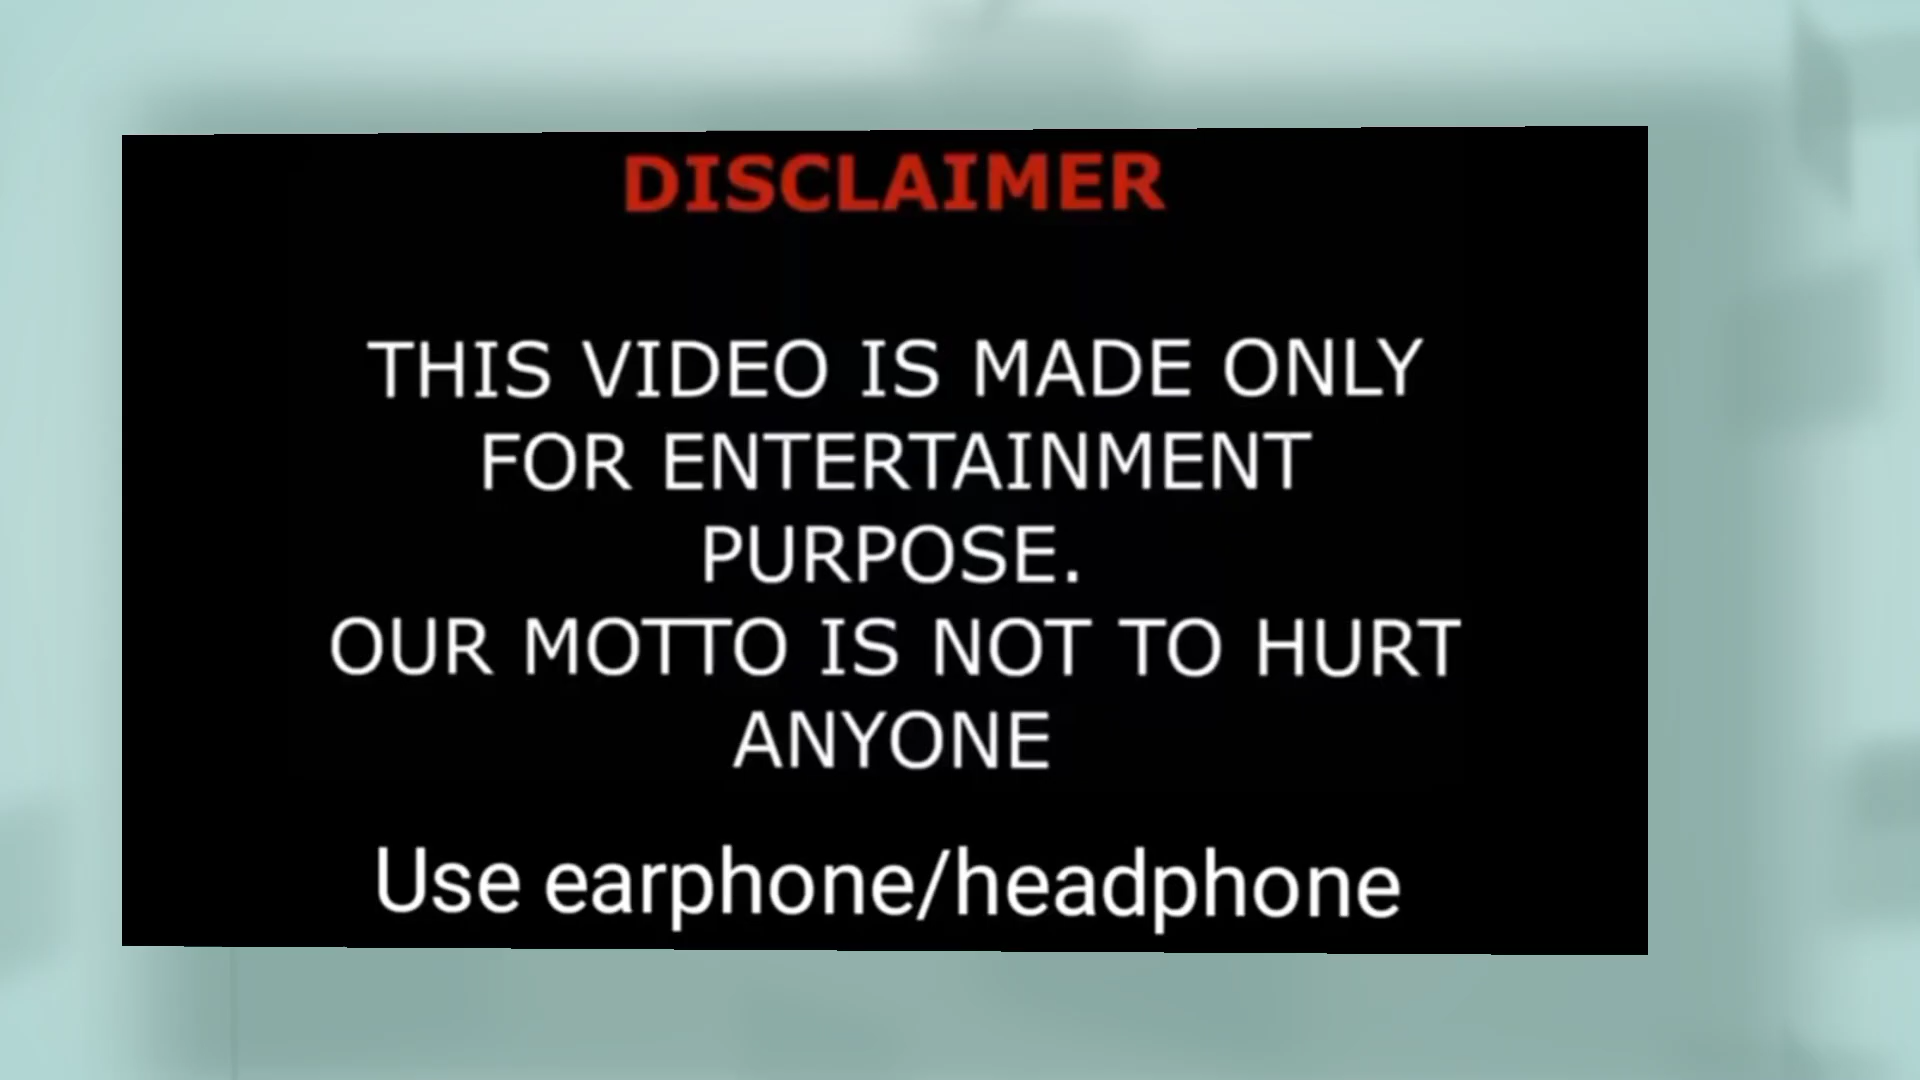 DISCLAIMER
THIS VIDEO IS MADE ONLY
FOR ENTERTAINMENT
PURPOSE.
OUR MOTTO IS NOT TO HURT
ANYONE
Use earphone/headphone